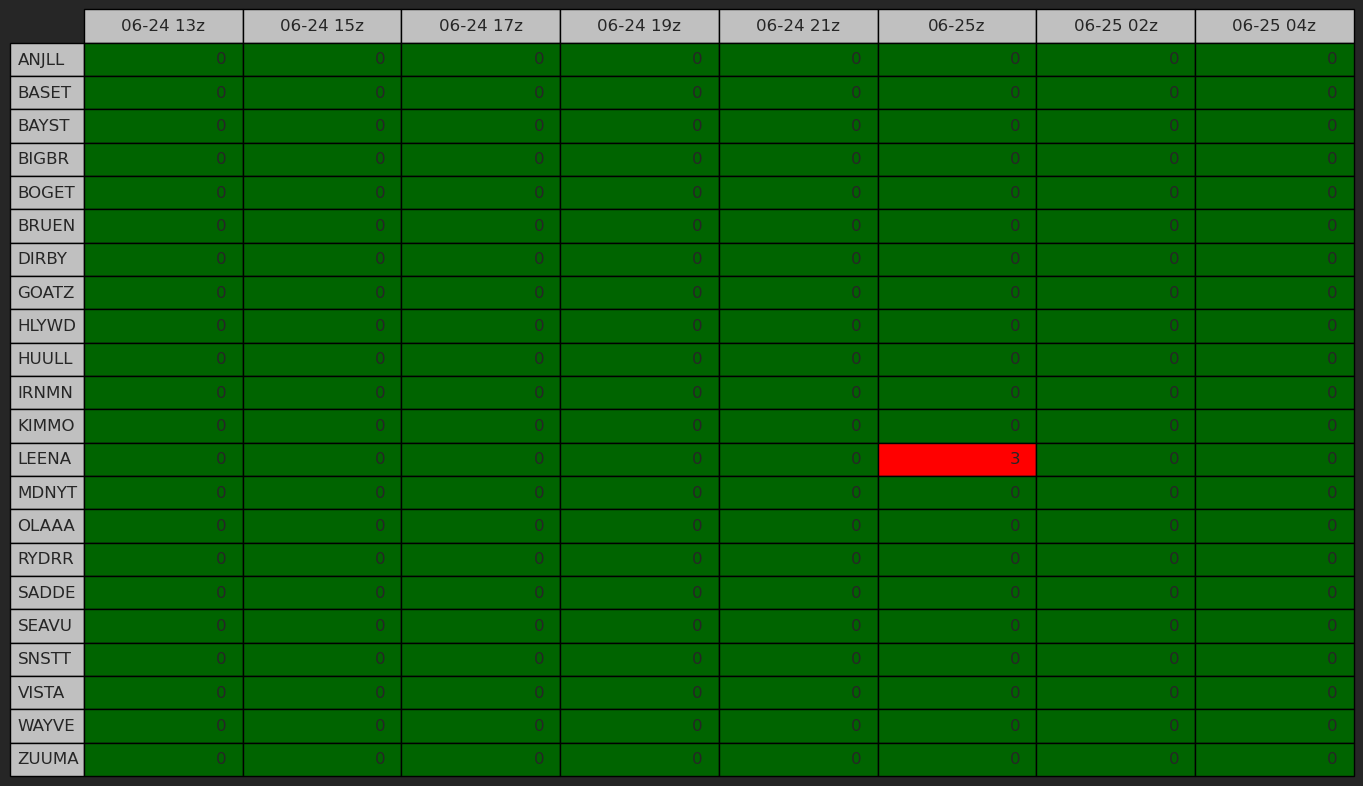 06-24 13z 06-24 15z 06-24 17z 06-24 19z 06-24 21z 06-25z 06-25 02z 06-25 04z
ANJLL 0 0 0 0 0 0 0 0
BASET 0 0 0 0 0 0 0 0
BAYST 0 0 0 0 0 0 0 0
BIGBR 0 0 0 0 0 0 0 0
BOGET 0 0 0 0 0 0 0 0
BRUEN 0 0 0 0 0 0 0 0
DIRBY 0 0 0 0 0 0 0 0
GOATZ 0 0 0 0 0 0 0 0
HLYWD 0 0 0 0 0 0 0 0
HUULL 0 0 0 0 0 0 0 0
IRNMN 0 0 0 0 0 0 0 0
KIMMO 0 0 0 0 0 0 0 0
LEENA 0 0 0 0 0 3 0 0
MDNYT 0 0 0 0 0 0 0 0
OLAAA 0 0 0 0 0 0 0 0
RYDRR 0 0 0 0 0 0 0 0
SADDE 0 0 0 0 0 0 0 0
SEAVU 0 0 0 0 0 0 0 0
SNSTT 0 0 0 0 0 0 0 0
VISTA 0 0 0 0 0 0 0 0
WAYVE 0 0 0 0 0 0 0 0
ZUUMA 0 0 0 0 0 0 0 0